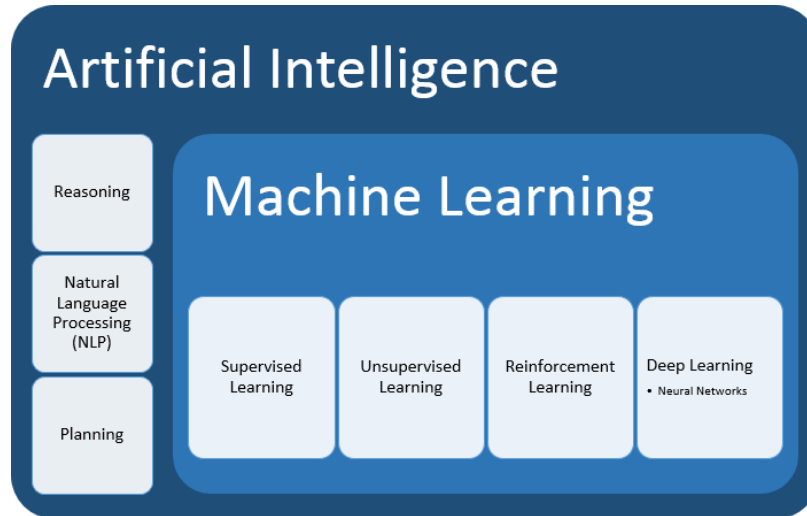 Artificial Intelligence
Reasoning
Natural
Language
Processing
(NLP)
Planning
Machine Learning
Supervised
Learning
Unsupervised
Learning
Reinforcement
Learning
Deep Learning
• Neural Networks